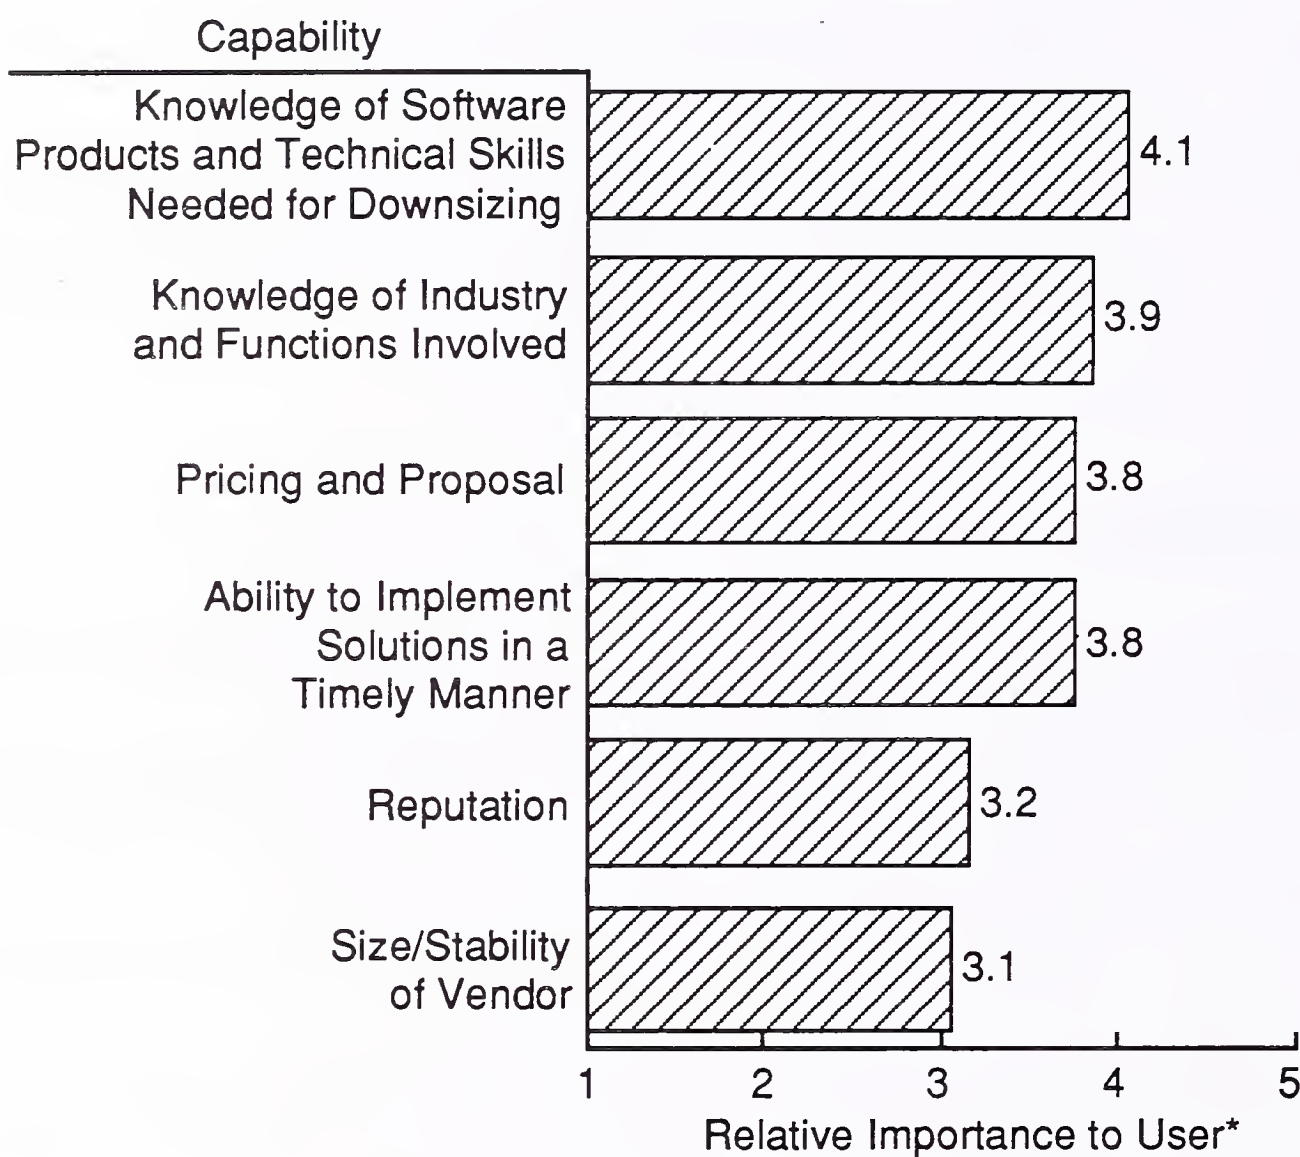 Capability
Knowledge of Software
Products and Technical Skills
Needed for Downsizing
4.1
Knowledge of Industry
and Functions Involved
3.9
Pricing and Proposal
3.8
Ability to Implement
Solutions in a
Timely Manner
3.8
Reputation
3.2
Size/Stability
of Vendor
3.1
1 2 3 4 5
Relative Importance to User*